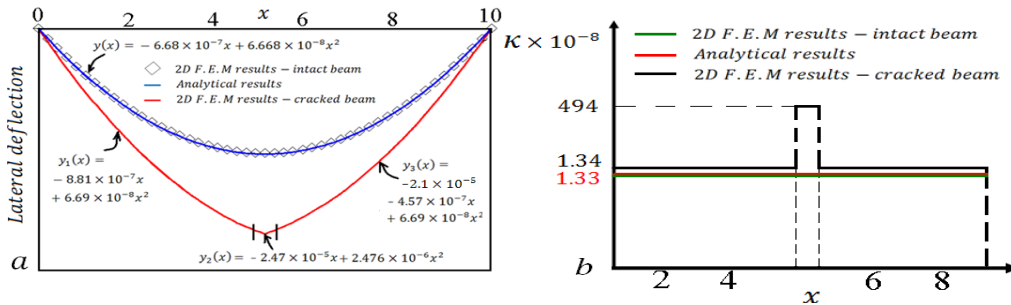 0 2 x 6 8 10
y(x) = − 6.68 × 10⁻⁷x + 6.668 × 10⁻⁸x²
2D F.E.M results − intact beam
Analytical results
2D F.E.M results − cracked beam
Lateral deflection
y₁(x) =
− 8.81 × 10⁻⁷x
+ 6.69 × 10⁻⁸x²
y₃(x) =
−2.1 × 10⁻⁵
− 4.57 × 10⁻⁷x
+ 6.69 × 10⁻⁸x²
y₂(x) = − 2.47 × 10⁻⁵x + 2.476 × 10⁻⁶x²
a
κ × 10⁻⁸
2D F.E.M results − intact beam
Analytical results
2D F.E.M results − cracked beam
494
1.34
1.33
b
2 4 6 8
x